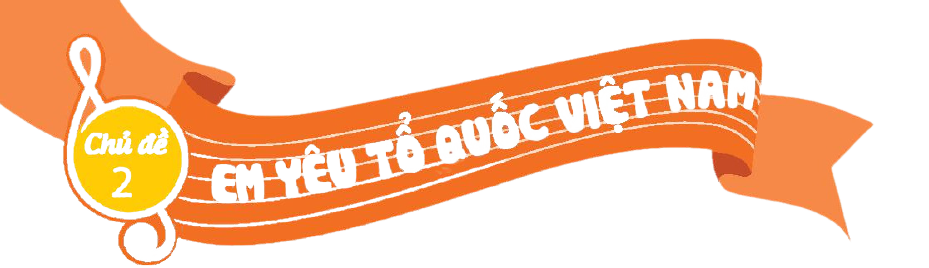 Chủ đề
2
EM YÊU TỔ QUỐC VIỆT NAM